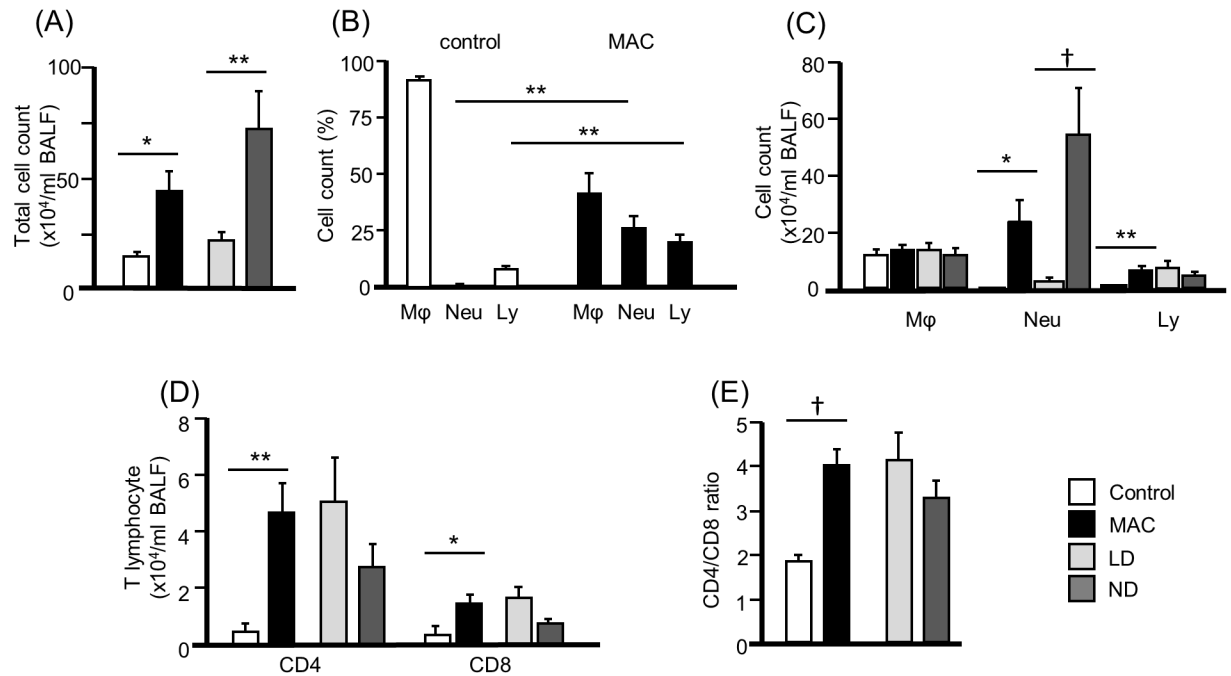 (A)
Total cell count
(x10⁴/ml BALF)
100
50
0
*
**
(B)
control
MAC
Cell count (%)
100
75
50
25
0
**
**
Mφ Neu Ly Mφ Neu Ly
(C)
Cell count
(x10⁴/ml BALF)
80
60
40
20
0
*
†
**
Mφ Neu Ly
(D)
T lymphocyte
(x10⁴/ml BALF)
8
6
4
2
0
**
*
CD4 CD8
(E)
CD4/CD8 ratio
5
4
3
2
1
0
†
Control
MAC
LD
ND